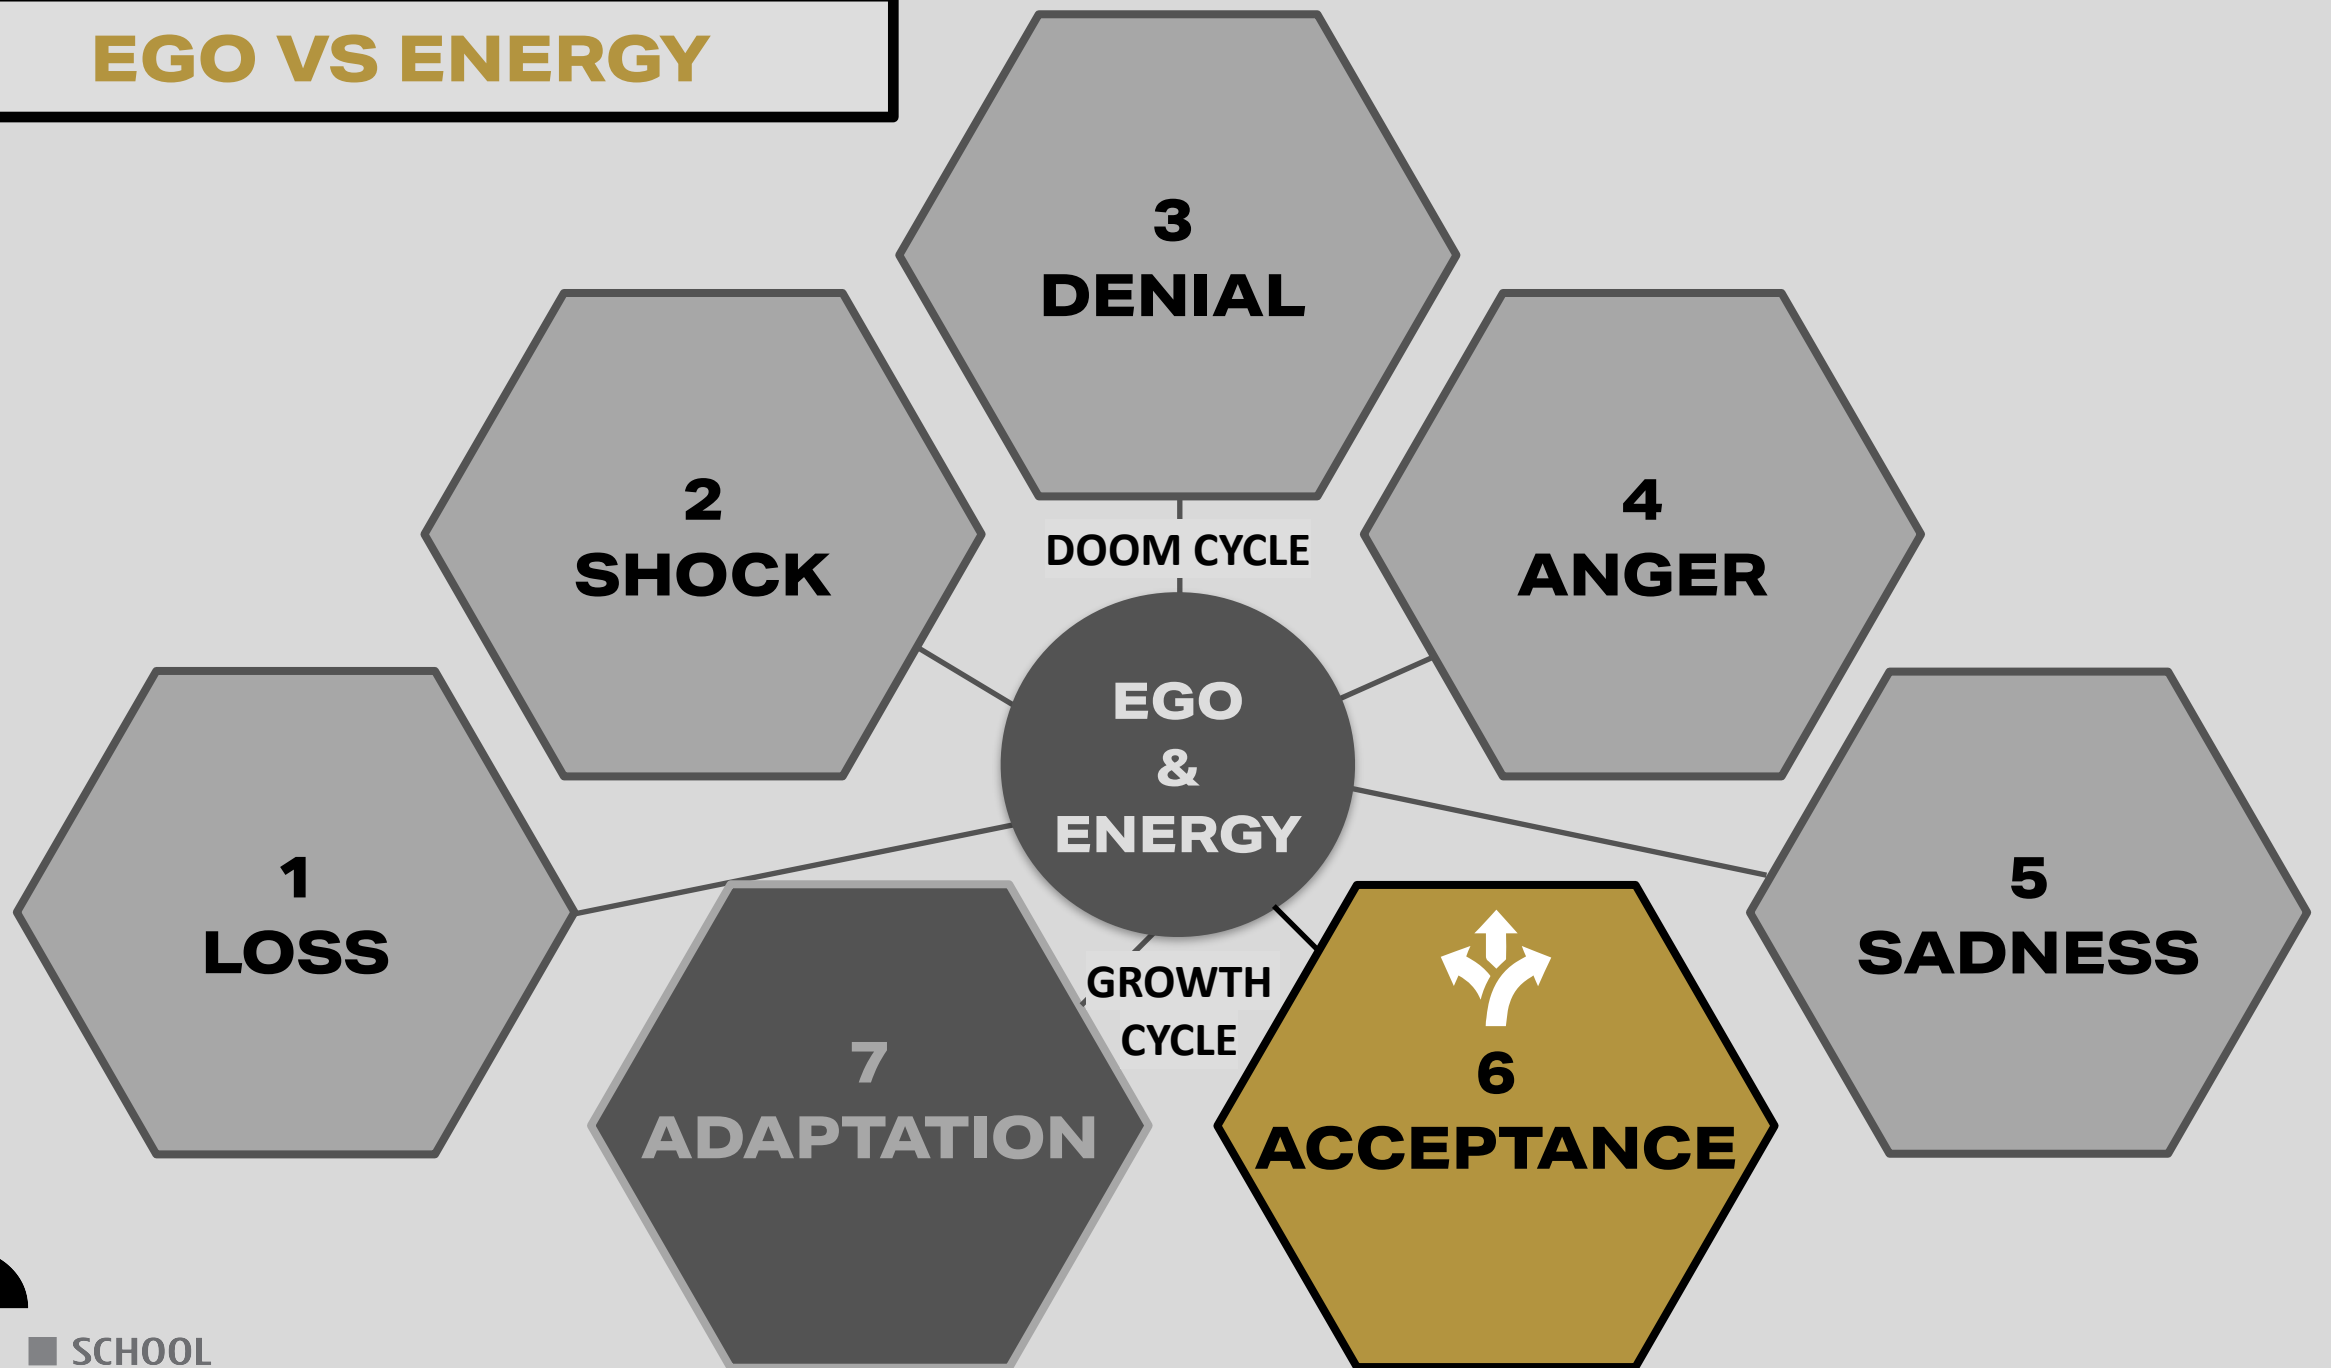 EGO VS ENERGY
1
LOSS
2
SHOCK
3
DENIAL
4
ANGER
5
SADNESS
6
ACCEPTANCE
7
ADAPTATION
DOOM CYCLE
EGO
&
ENERGY
GROWTH
CYCLE
SCHOOL